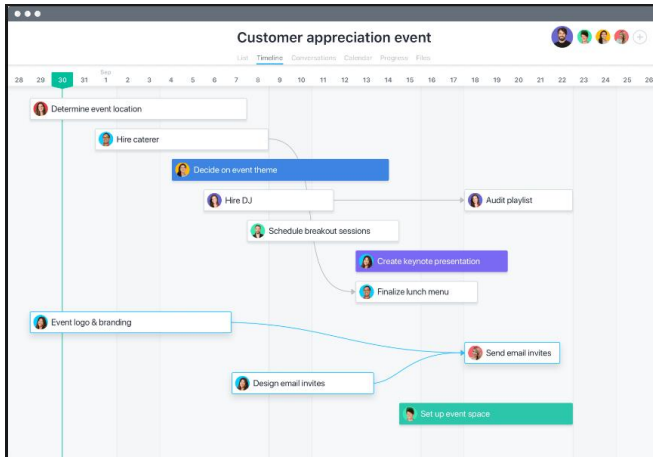 Customer appreciation event
List Timeline Conversations Calendar Progress Files
Sep
28 29 30 31 1 2 3 4 5 6 7 8 9 10 11 12 13 14 15 16 17 18 19 20 21 22 23 24 25 26
Determine event location
Hire caterer
Decide on event theme
Hire DJ
Audit playlist
Schedule breakout sessions
Create keynote presentation
Finalize lunch menu
Event logo & branding
Send email invites
Design email invites
Set up event space